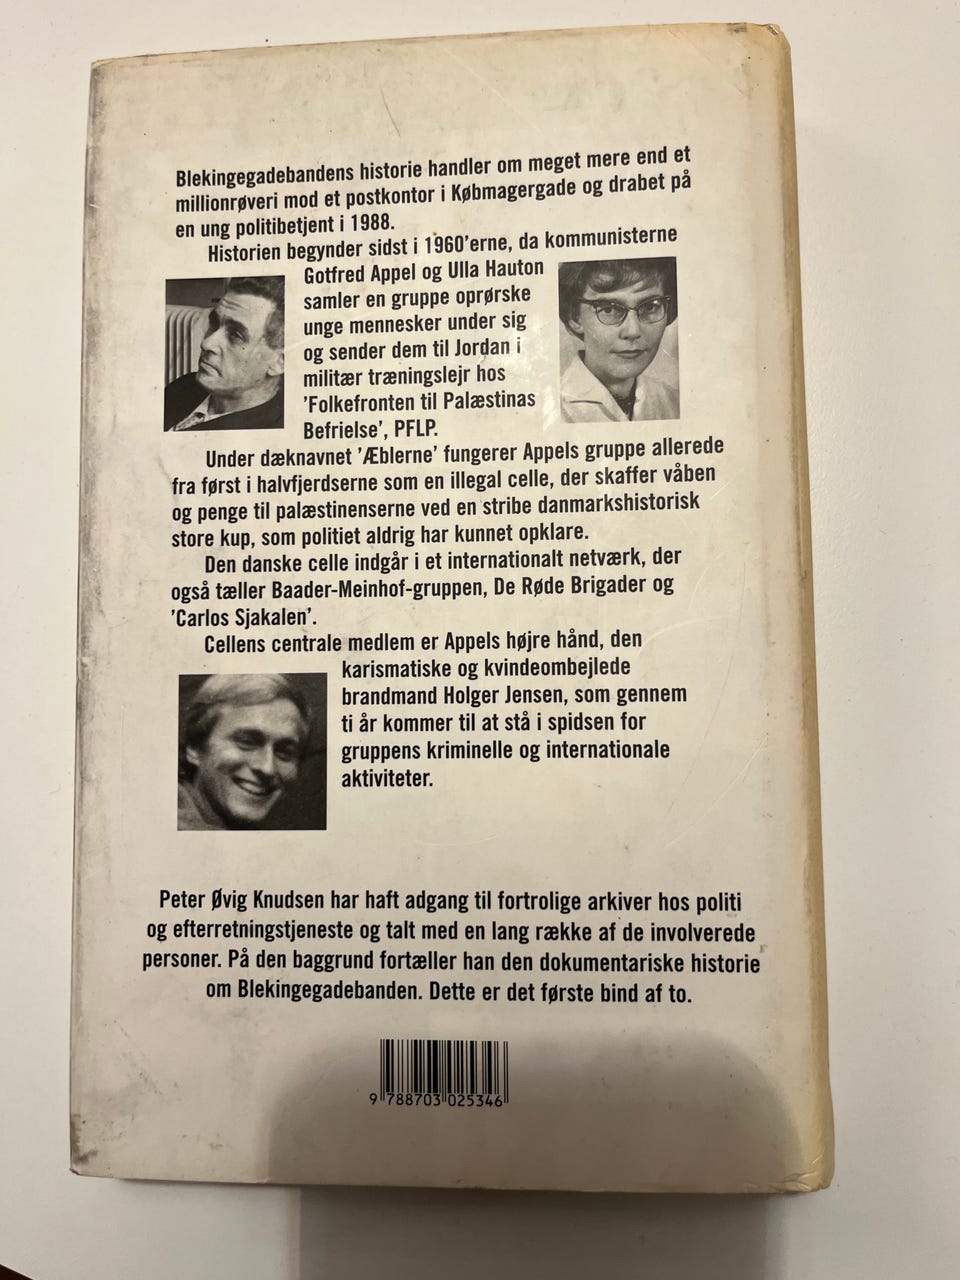 Blekingegadebandens historie handler om meget mere end et
millionrøveri mod et postkontor i Købmagergade og drabet på
en ung politibetjent i 1988.
Historien begynder sidst i 1960'erne, da kommunisterne
Gotfred Appel og Ulla Hauton
samler en gruppe oprørske
unge mennesker under sig
og sender dem til Jordan i
militær træningslejr hos
'Folkefronten til Palæstinas
Befrielse', PFLP.
Under dæknavnet 'Æblerne' fungerer Appels gruppe allerede
fra først i halvfjerdserne som en illegal celle, der skaffer våben
og penge til palæstinenserne ved en stribe danmarkshistorisk
store kup, som politiet aldrig har kunnet opklare.
Den danske celle indgår i et internationalt netværk, der
også tæller Baader-Meinhof-gruppen, De Røde Brigader og
'Carlos Sjakalen'.
Cellens centrale medlem er Appels højre hånd, den
karismatiske og kvindeombejlede
brandmand Holger Jensen, som gennem
ti år kommer til at stå i spidsen for
gruppens kriminelle og internationale
aktiviteter.
Peter Øvig Knudsen har haft adgang til fortrolige arkiver hos politi
og efterretningstjeneste og talt med en lang række af de involverede
personer. På den baggrund fortæller han den dokumentariske historie
om Blekingegadebanden. Dette er det første bind af to.
9 788703 025346